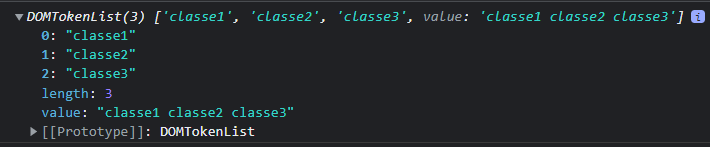 ▼DOMTokenList(3) ['classe1', 'classe2', 'classe3', value: 'classe1 classe2 classe3'] i
0: "classe1"
1: "classe2"
2: "classe3"
length: 3
value: "classe1 classe2 classe3"
▶[[Prototype]]: DOMTokenList